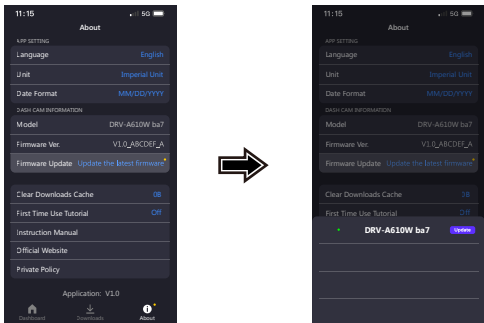 11:15
5G
About
APP SETTING
Language English
Unit Imperial Unit
Date Format MM/DD/YYYY
DASH CAM INFORMATION
Model DRV-A610W ba7
Firmware Ver. V1.0_ABCDEF_A
Firmware Update Update the latest firmware
Clear Downloads Cache 0B
First Time Use Tutorial Off
Instruction Manual
Official Website
Private Policy
Application: V1.0
Dashboard Downloads About
11:15
5G
About
APP SETTING
Language English
Unit Imperial Unit
Date Format MM/DD/YYYY
DASH CAM INFORMATION
Model DRV-A610W ba7
Firmware Ver. V1.0_ABCDEF_A
Firmware Update Update the latest firmware
Clear Downloads Cache 0B
First Time Use Tutorial Off
DRV-A610W ba7 Update